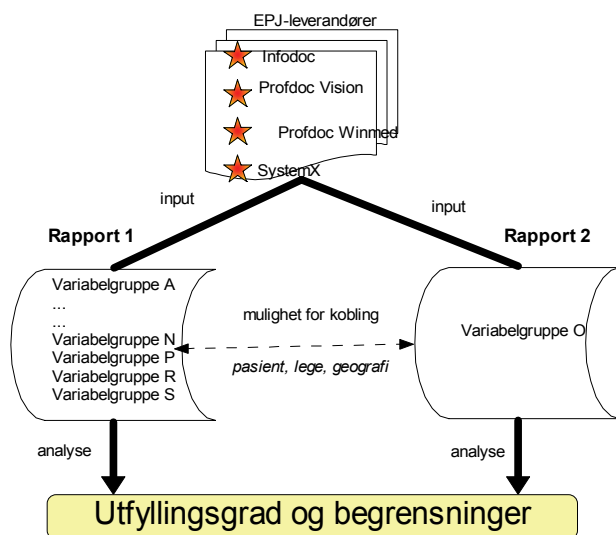 EPJ-leverandører
Infodoc
Profdoc Vision
Profdoc Winmed
SystemX
input
input
Rapport 1
Rapport 2
Variabelgruppe A
...
...
Variabelgruppe N
Variabelgruppe P
Variabelgruppe R
Variabelgruppe S
mulighet for kobling
pasient, lege, geografi
Variabelgruppe O
analyse
analyse
Utfyllingsgrad og begrensninger